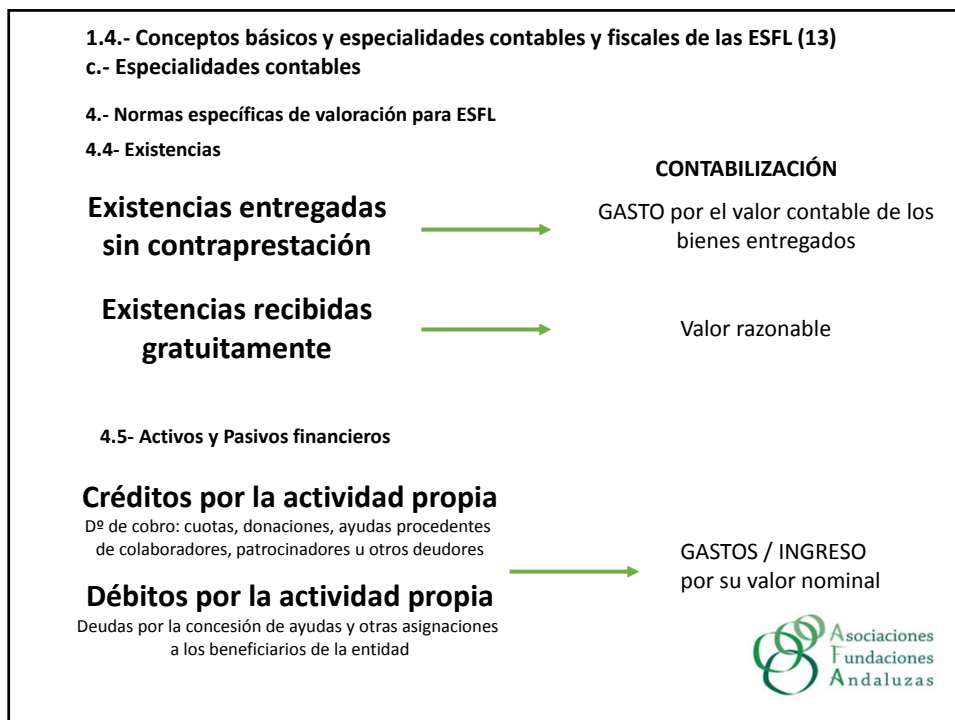 1.4.- Conceptos básicos y especialidades contables y fiscales de las ESFL (13)
c.- Especialidades contables
4.- Normas específicas de valoración para ESFL
4.4- Existencias
CONTABILIZACIÓN
Existencias entregadas
sin contraprestación
GASTO por el valor contable de los
bienes entregados
Existencias recibidas
gratuitamente
Valor razonable
4.5- Activos y Pasivos financieros
Créditos por la actividad propia
Dº de cobro: cuotas, donaciones, ayudas procedentes
de colaboradores, patrocinadores u otros deudores
Débitos por la actividad propia
Deudas por la concesión de ayudas y otras asignaciones
a los beneficiarios de la entidad
GASTOS / INGRESO
por su valor nominal
Asociaciones
Fundaciones
Andaluzas